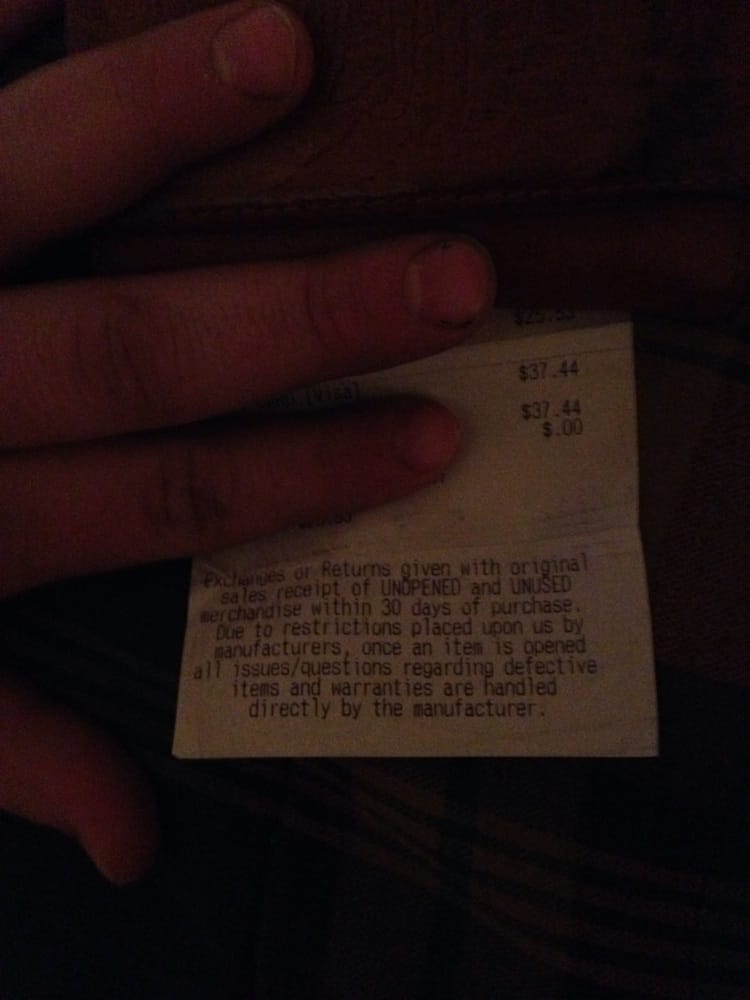 [Visa]
$37.44
$37.44
$.00
Exchanges or Returns given with original
sales receipt of UNOPENED and UNUSED
merchandise within 30 days of purchase.
Due to restrictions placed upon us by
manufacturers, once an item is opened
all issues/questions regarding defective
items and warranties are handled
directly by the manufacturer.